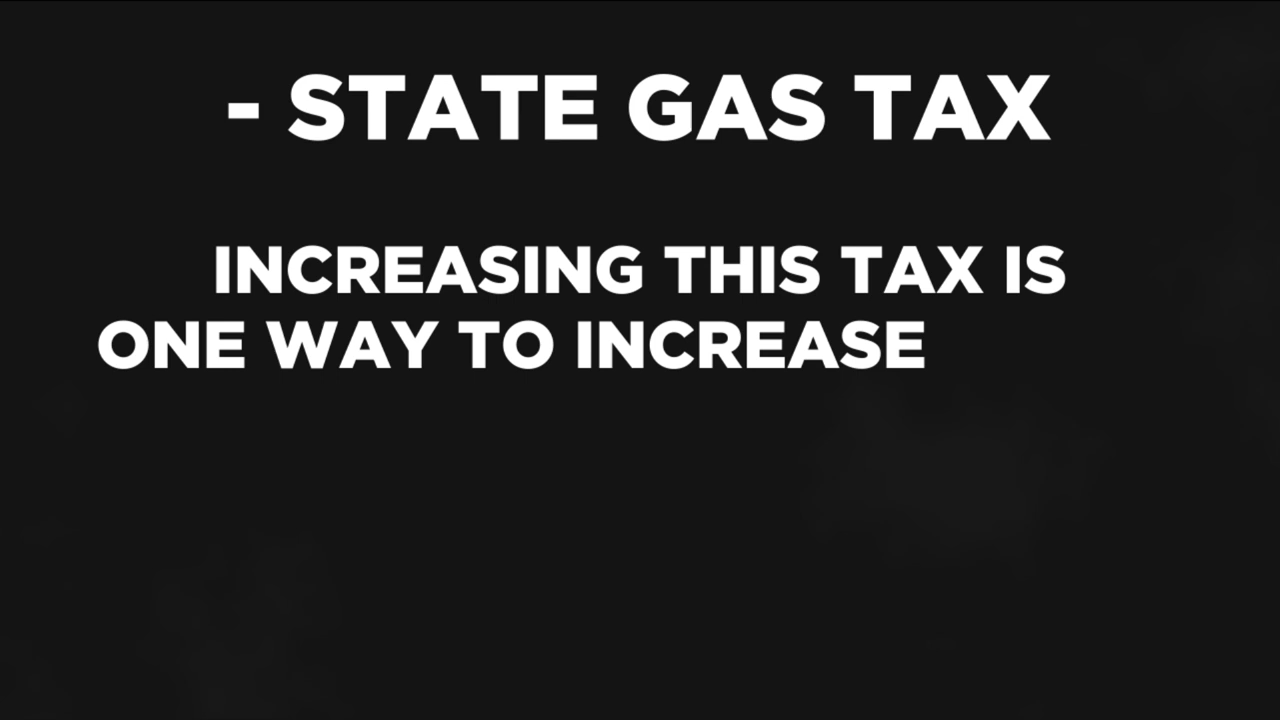 - STATE GAS TAX
INCREASING THIS TAX IS
ONE WAY TO INCREASE